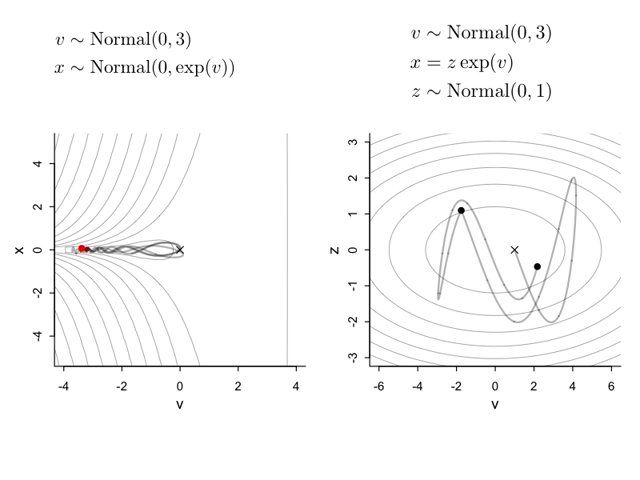 v ∼ Normal(0, 3)
x ∼ Normal(0, exp(v))
v ∼ Normal(0, 3)
x = z exp(v)
z ∼ Normal(0, 1)
x
4
2
0
-2
-4
-4 -2 0 2 4
v
z
3
2
1
0
-1
-2
-3
-6 -4 -2 0 2 4 6
v